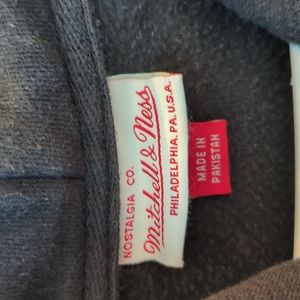 NOSTALGIA CO.
Mitchell & Ness
PHILADELPHIA, PA. U.S.A.
MADE IN
PAKISTAN